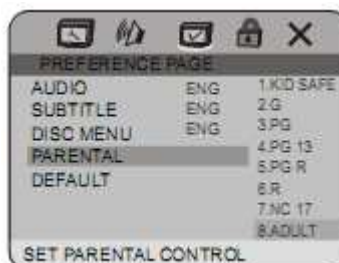 PREFERENCE PAGE
AUDIO ENG
SUBTITLE ENG
DISC MENU ENG
PARENTAL
DEFAULT
1.KID SAFE
2.G
3.PG
4.PG 13
5.PG R
6.R
7.NC 17
8.ADULT
SET PARENTAL CONTROL